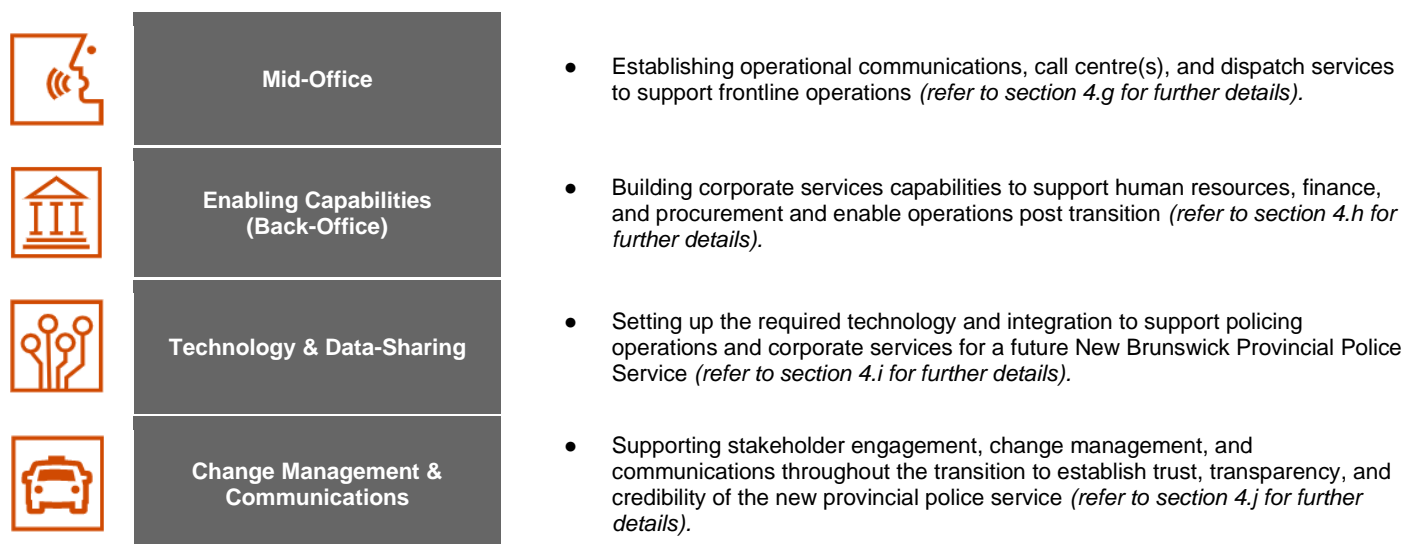 Mid-Office
● Establishing operational communications, call centre(s), and dispatch services
to support frontline operations (refer to section 4.g for further details).
Enabling Capabilities
(Back-Office)
● Building corporate services capabilities to support human resources, finance,
and procurement and enable operations post transition (refer to section 4.h for
further details).
Technology & Data-Sharing
● Setting up the required technology and integration to support policing
operations and corporate services for a future New Brunswick Provincial Police
Service (refer to section 4.i for further details).
Change Management &
Communications
● Supporting stakeholder engagement, change management, and
communications throughout the transition to establish trust, transparency, and
credibility of the new provincial police service (refer to section 4.j for further
details).